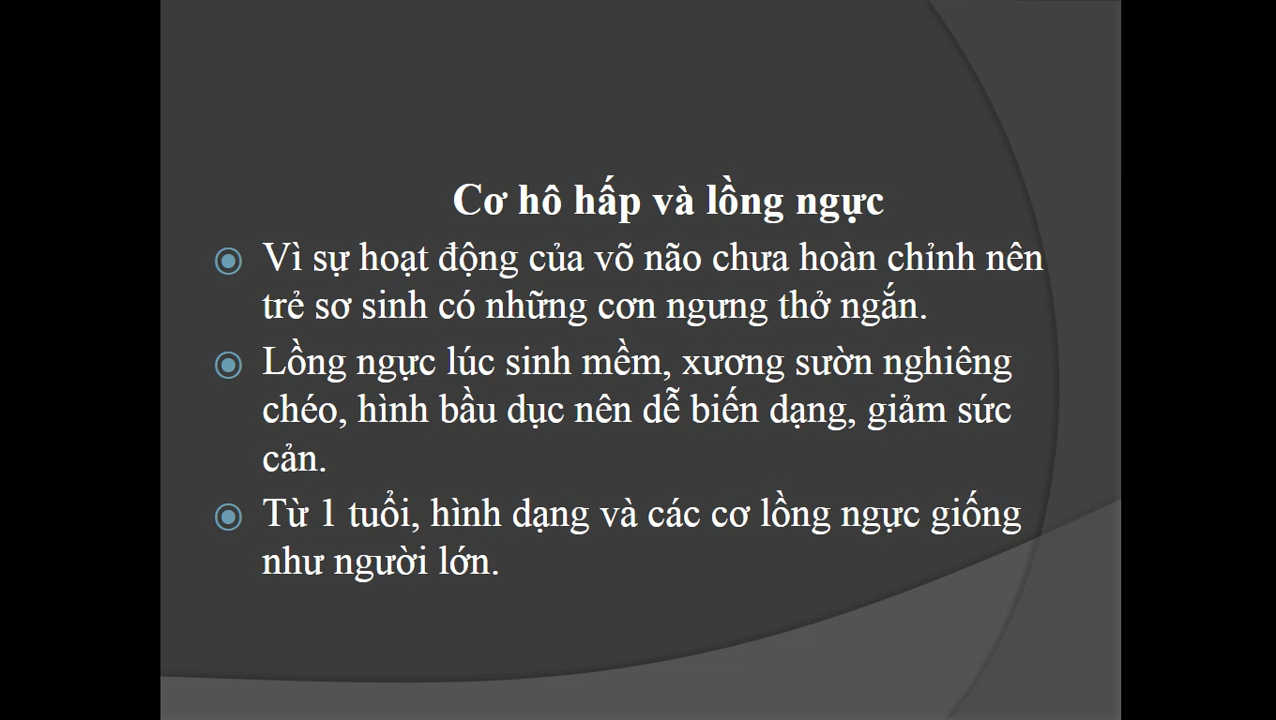 Cơ hô hấp và lồng ngực
Vì sự hoạt động của võ não chưa hoàn chỉnh nên
trẻ sơ sinh có những cơn ngưng thở ngắn.
Lồng ngực lúc sinh mềm, xương sườn nghiêng
chéo, hình bầu dục nên dễ biến dạng, giảm sức
cản.
Từ 1 tuổi, hình dạng và các cơ lồng ngực giống
như người lớn.